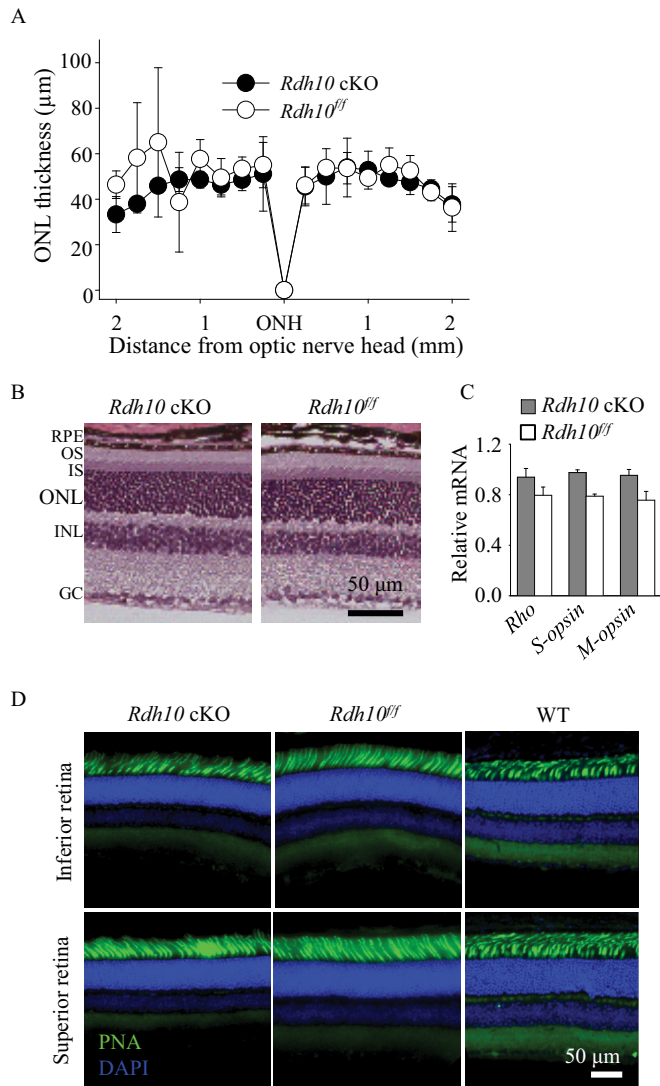 A
100
80
60
40
20
0
ONL thickness (μm)
Rdh10 cKO
Rdh10f/f
2
1
ONH
1
2
Distance from optic nerve head (mm)
B
Rdh10 cKO
Rdh10f/f
RPE
OS
IS
ONL
INL
GC
50 μm
C
Rdh10 cKO
Rdh10f/f
Relative mRNA
1.2
0.8
0.4
0.0
Rho
S-opsin
M-opsin
D
Rdh10 cKO
Rdh10f/f
WT
Inferior retina
Superior retina
PNA
DAPI
50 μm